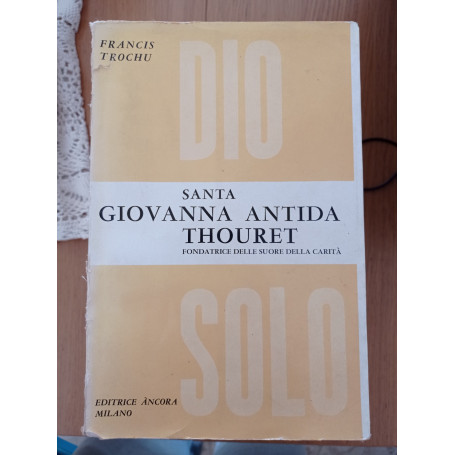 FRANCIS
TROCHU
DIO
SANTA
GIOVANNA ANTIDA
THOURET
FONDATRICE DELLE SUORE DELLA CARITÀ
SOLO
EDITRICE ÀNCORA
MILANO